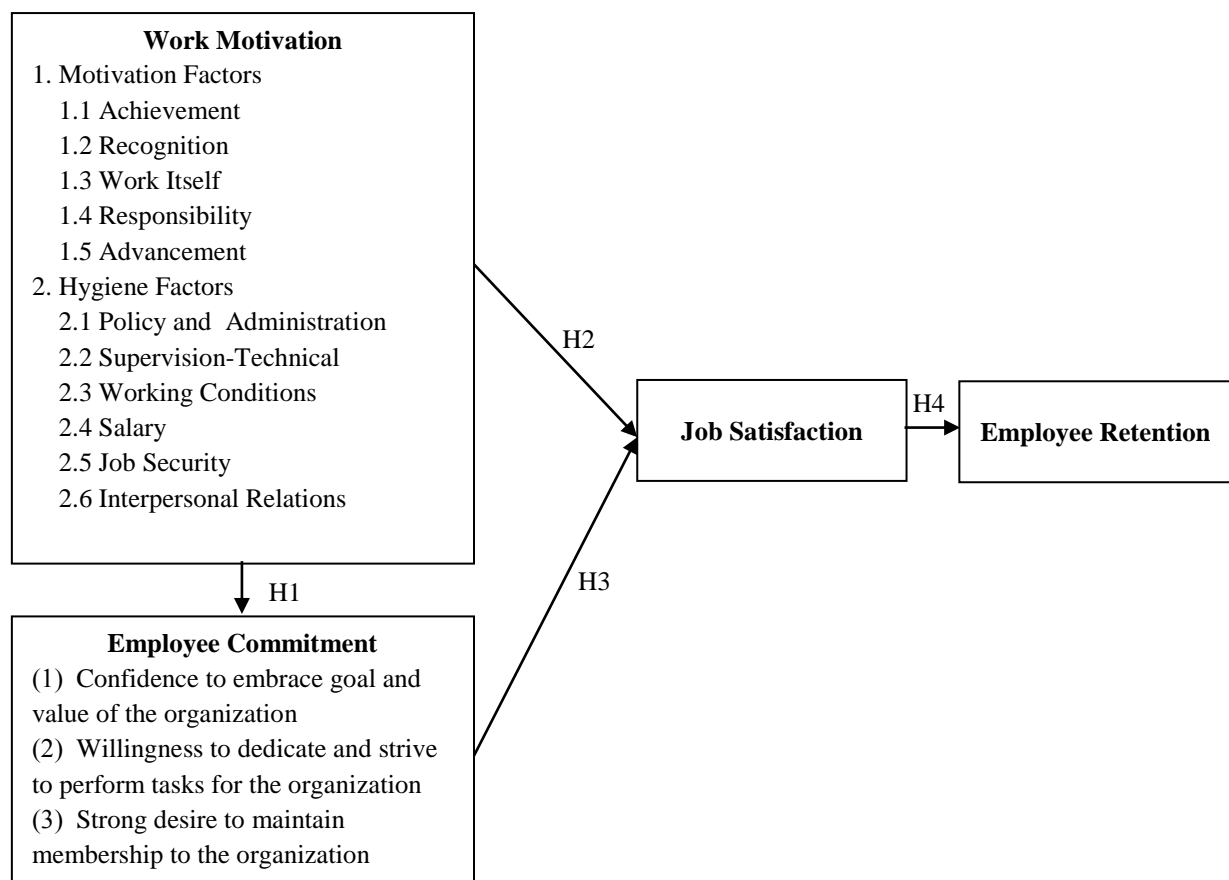 Work Motivation
1. Motivation Factors
1.1 Achievement
1.2 Recognition
1.3 Work Itself
1.4 Responsibility
1.5 Advancement
2. Hygiene Factors
2.1 Policy and  Administration
2.2 Supervision-Technical
2.3 Working Conditions
2.4 Salary
2.5 Job Security
2.6 Interpersonal Relations
H1
Employee Commitment
(1)  Confidence to embrace goal and
value of the organization
(2)  Willingness to dedicate and strive
to perform tasks for the organization
(3)  Strong desire to maintain
membership to the organization
H2
H3
Job Satisfaction
H4
Employee Retention